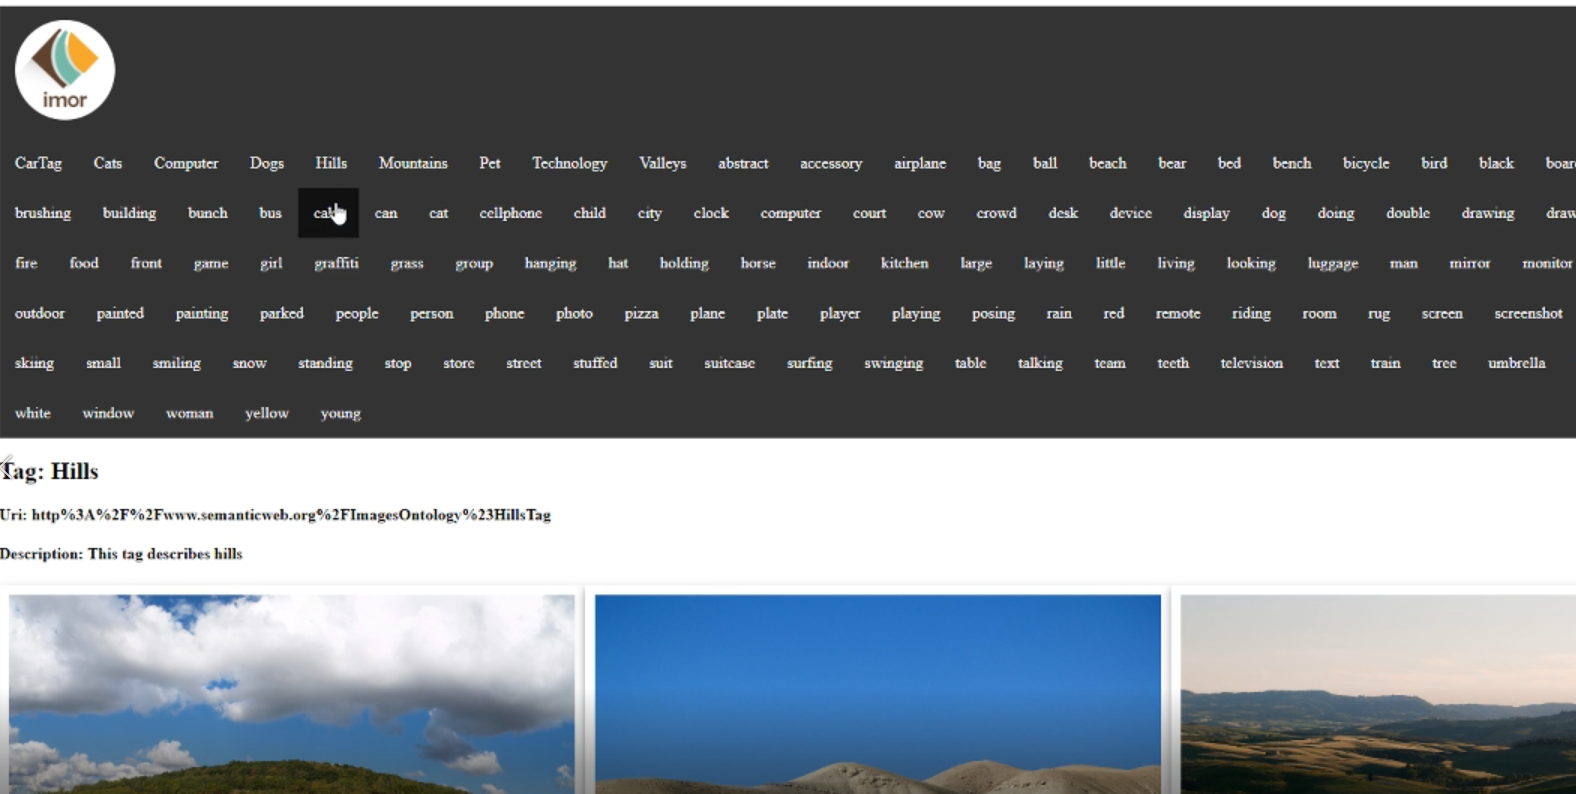 imor
CarTag Cats Computer Dogs Hills Mountains Pet Technology Valleys abstract accessory airplane bag ball beach bear bed bench bicycle bird black
brushing building bunch bus can cat cellphone child city clock computer court cow crowd desk device display dog doing double drawing
fire food front game girl graffiti grass group hanging hat holding horse indoor kitchen large laying little living looking luggage man mirror monitor
outdoor painted painting parked people person phone photo pizza plane plate player playing posing rain red remote riding room rug screen screenshot
skiing small smiling snow standing stop store street stuffed suit suitcase surfing swinging table talking team teeth television text train tree umbrella
white window woman yellow young
Tag: Hills
Uri: http%3A%2F%2Fwww.semanticweb.org%2FImagesOntology%23HillsTag
Description: This tag describes hills